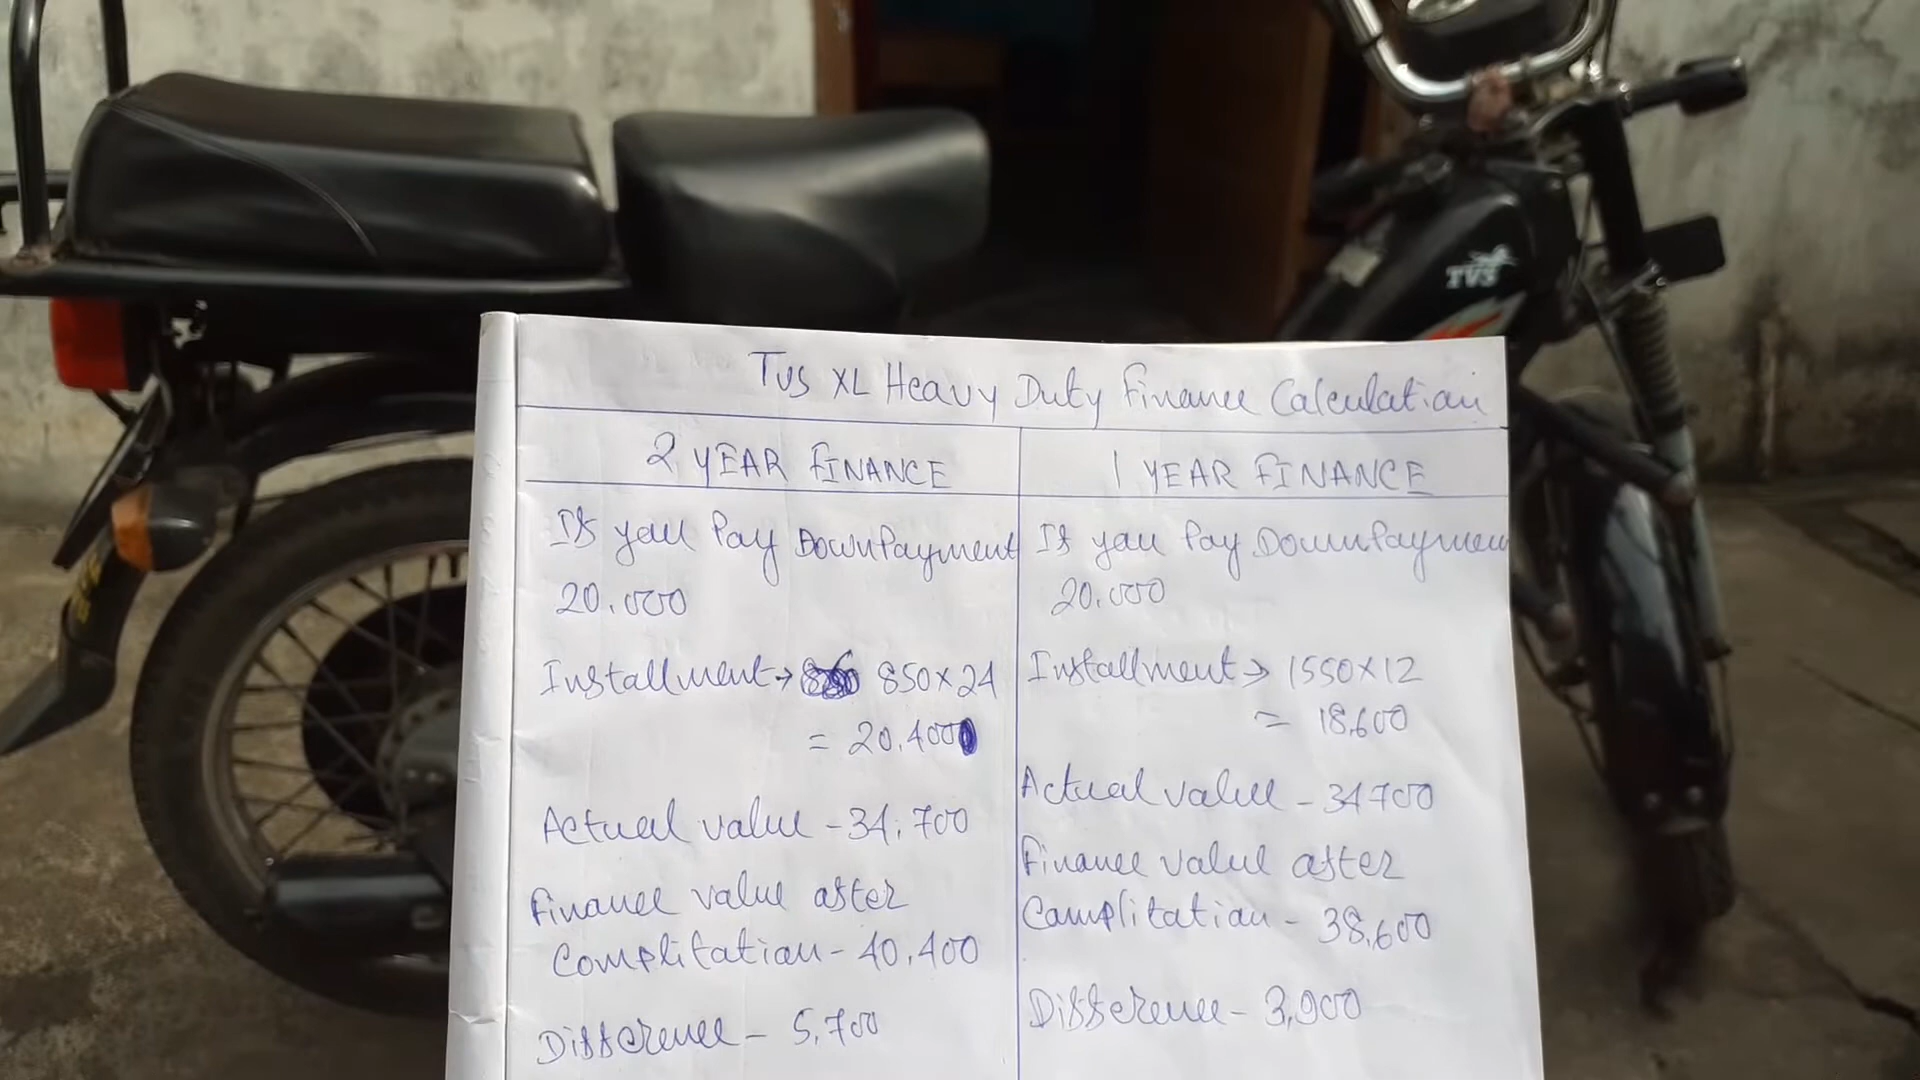 TVS
Tvs XL Heavy Duty Finance Calculation
2 YEAR FINANCE
If you Pay DownPayment
20.000
Installment → 850×24
= 20.400
Actual value - 34.700
Finance value after
Complitation - 40.400
Difference - 5.700
1 YEAR FINANCE
If you Pay DownPaymen
20.000
Installment → 1550×12
= 18.600
Actual value - 34700
Finance value after
Complitation - 38.600
Difference - 3,900